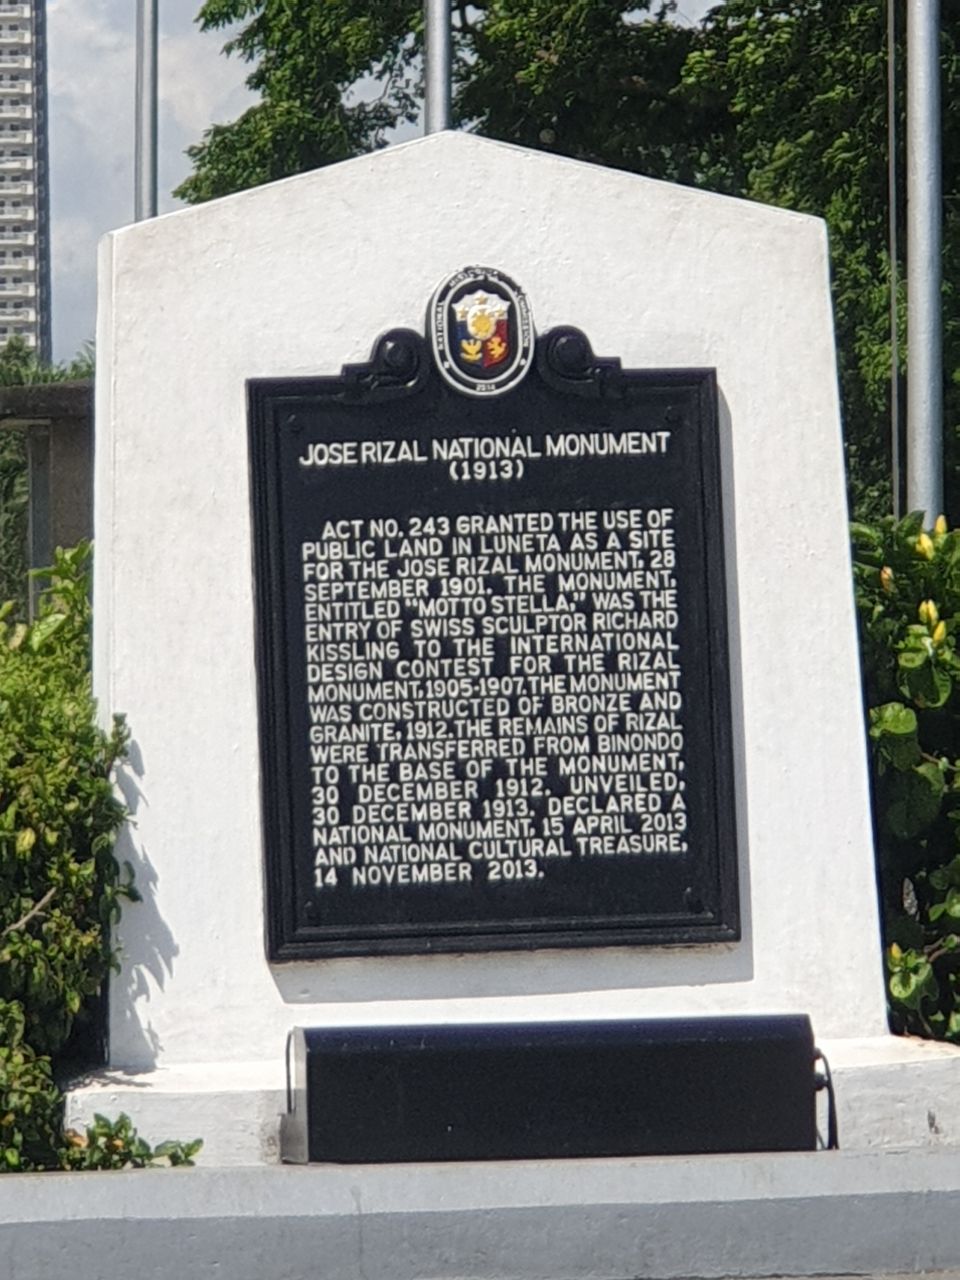 NATIONAL HISTORICAL COMMISSION
2014
JOSE RIZAL NATIONAL MONUMENT
(1913)
ACT NO. 243 GRANTED THE USE OF
PUBLIC LAND IN LUNETA AS A SITE
FOR THE JOSE RIZAL MONUMENT, 28
SEPTEMBER 1901. THE MONUMENT,
ENTITLED "MOTTO STELLA," WAS THE
ENTRY OF SWISS SCULPTOR RICHARD
KISSLING TO THE INTERNATIONAL
DESIGN CONTEST FOR THE RIZAL
MONUMENT, 1905-1907. THE MONUMENT
WAS CONSTRUCTED OF BRONZE AND
GRANITE, 1912. THE REMAINS OF RIZAL
WERE TRANSFERRED FROM BINONDO
TO THE BASE OF THE MONUMENT,
30 DECEMBER 1912. UNVEILED,
30 DECEMBER 1913. DECLARED A
NATIONAL MONUMENT, 15 APRIL 2013
AND NATIONAL CULTURAL TREASURE,
14 NOVEMBER 2013.